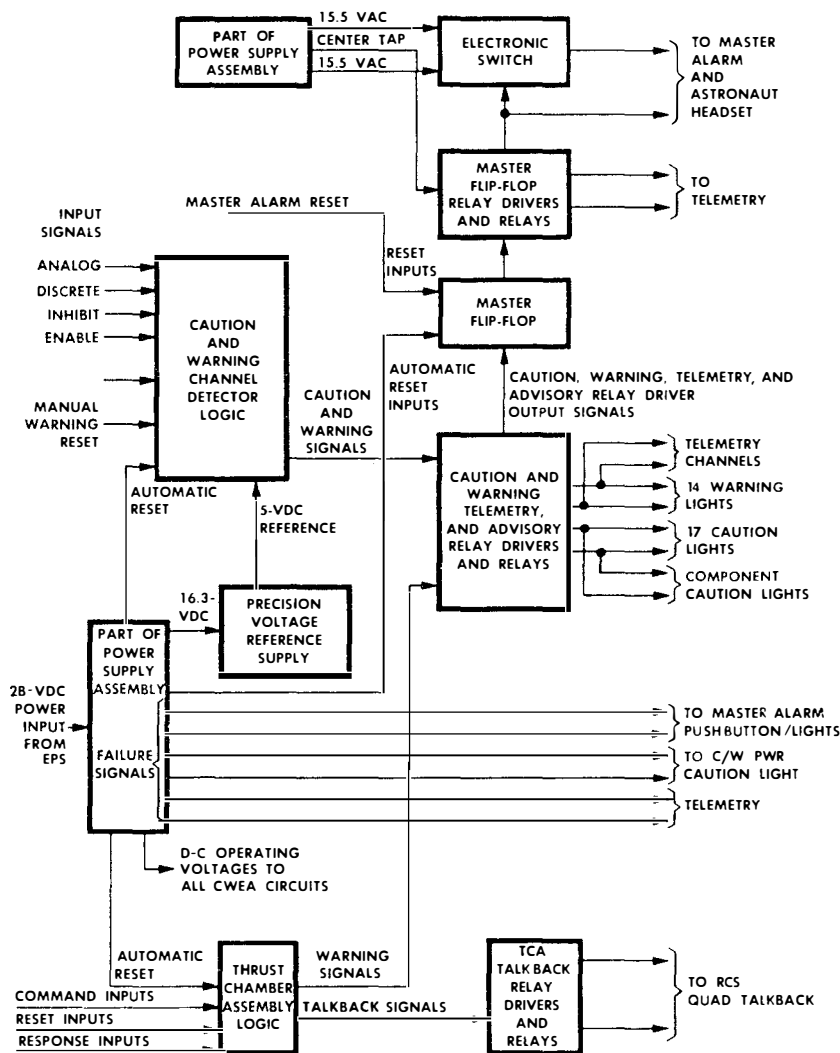 15.5 VAC
CENTER TAP
15.5 VAC
PART OF
POWER SUPPLY
ASSEMBLY
ELECTRONIC
SWITCH
TO MASTER
ALARM
AND
ASTRONAUT
HEADSET
MASTER
FLIP-FLOP
RELAY DRIVERS
AND RELAYS
TO
TELEMETRY
MASTER ALARM RESET
RESET
INPUTS
INPUT
SIGNALS
ANALOG
DISCRETE
INHIBIT
ENABLE
MANUAL
WARNING
RESET
CAUTION
AND
WARNING
CHANNEL
DETECTOR
LOGIC
MASTER
FLIP-FLOP
AUTOMATIC
RESET
INPUTS
CAUTION, WARNING, TELEMETRY, AND
ADVISORY RELAY DRIVER
OUTPUT SIGNALS
CAUTION
AND
WARNING
SIGNALS
CAUTION AND
WARNING
TELEMETRY,
AND ADVISORY
RELAY DRIVERS
AND RELAYS
TELEMETRY
CHANNELS
14 WARNING
LIGHTS
17 CAUTION
LIGHTS
COMPONENT
CAUTION LIGHTS
AUTOMATIC
RESET
5-VDC
REFERENCE
16.3-
VDC
PRECISION
VOLTAGE
REFERENCE
SUPPLY
PART OF
POWER
SUPPLY
ASSEMBLY
28-VDC
POWER
INPUT
FROM
EPS
FAILURE
SIGNALS
TO MASTER ALARM
PUSHBUTTON/LIGHTS
TO C/W PWR
CAUTION LIGHT
TELEMETRY
D-C OPERATING
VOLTAGES TO
ALL CWEA CIRCUITS
AUTOMATIC
RESET
COMMAND INPUTS
RESET INPUTS
RESPONSE INPUTS
THRUST
CHAMBER
ASSEMBLY
LOGIC
WARNING
SIGNALS
TALKBACK SIGNALS
TCA
TALKBACK
RELAY
DRIVERS
AND
RELAYS
TO RCS
QUAD TALKBACK